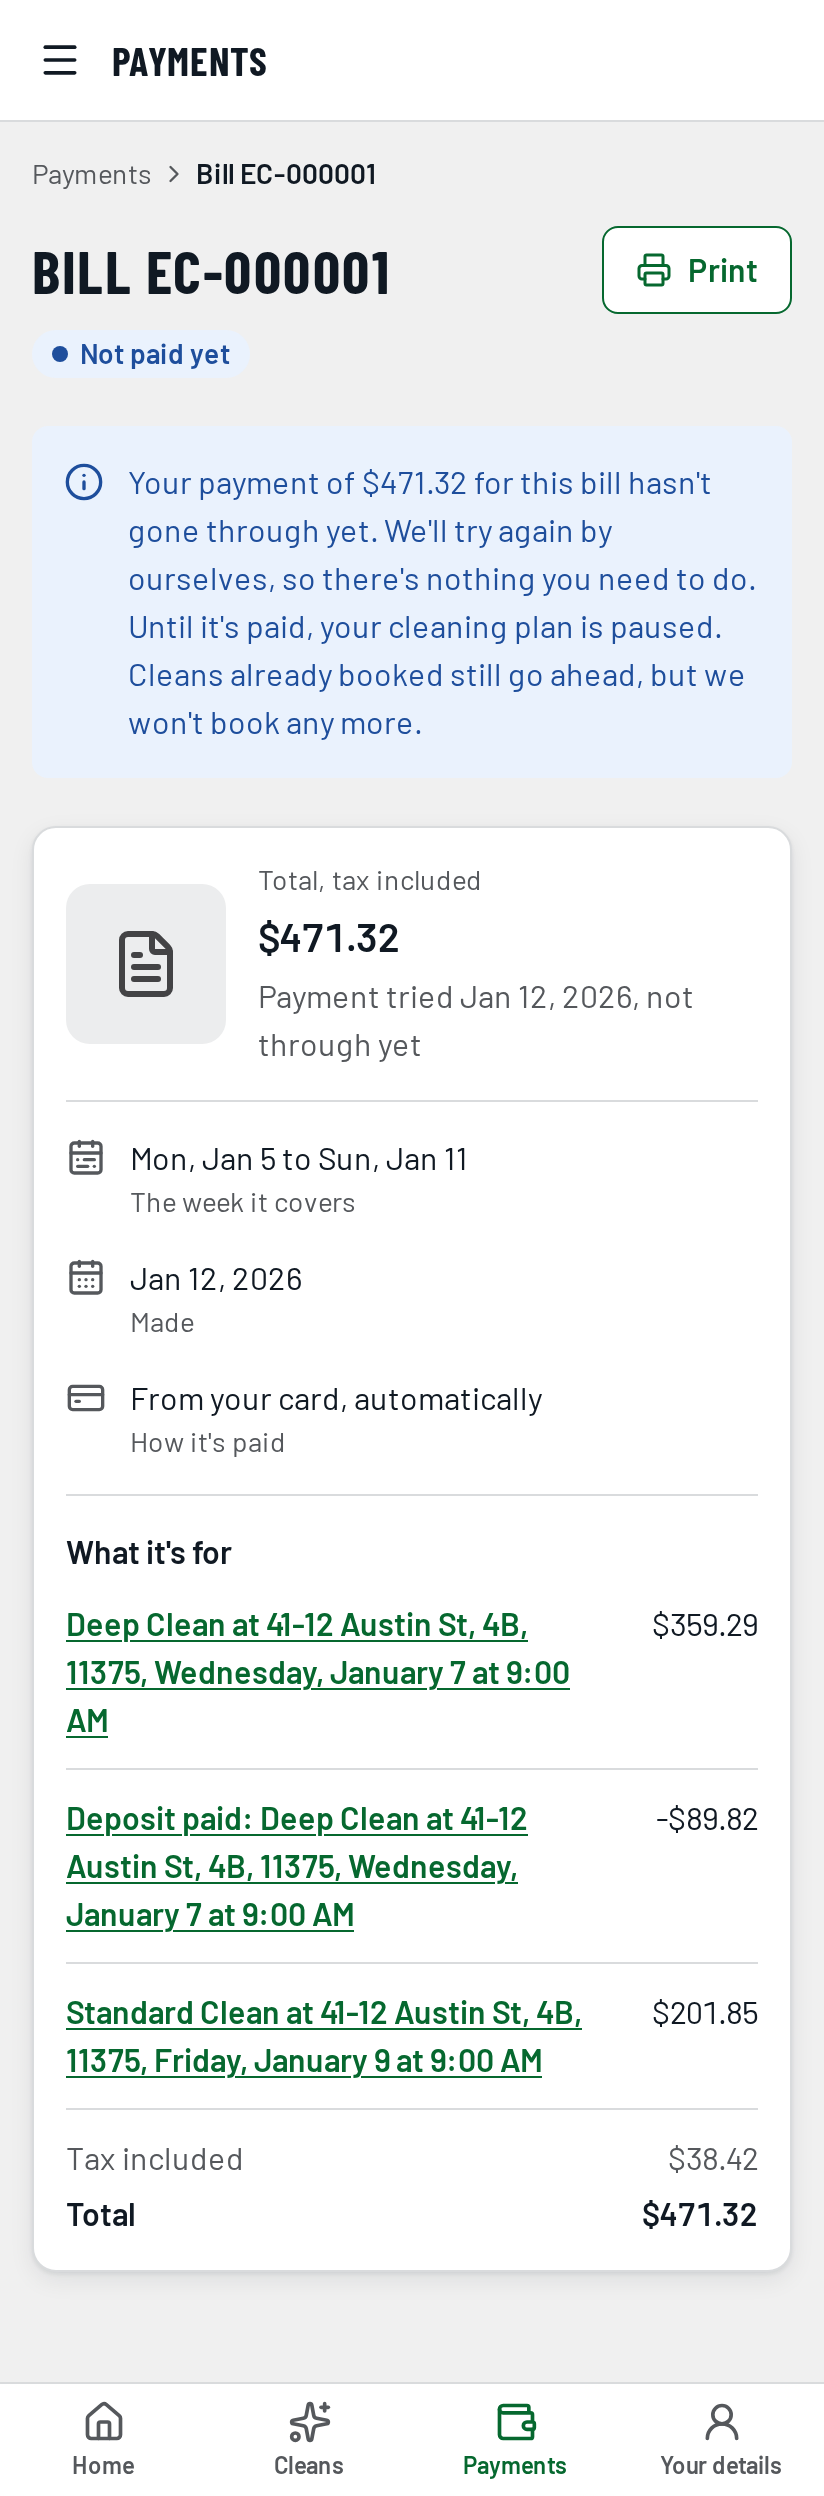 PAYMENTS
Payments > Bill EC-000001
BILL EC-000001
Print
Not paid yet
Your payment of $471.32 for this bill hasn't
gone through yet. We'll try again by
ourselves, so there's nothing you need to do.
Until it's paid, your cleaning plan is paused.
Cleans already booked still go ahead, but we
won't book any more.
Total, tax included
$471.32
Payment tried Jan 12, 2026, not
through yet
Mon, Jan 5 to Sun, Jan 11
The week it covers
Jan 12, 2026
Made
From your card, automatically
How it's paid
What it's for
Deep Clean at 41-12 Austin St, 4B, $359.29
11375, Wednesday, January 7 at 9:00
AM
Deposit paid: Deep Clean at 41-12 -$89.82
Austin St, 4B, 11375, Wednesday,
January 7 at 9:00 AM
Standard Clean at 41-12 Austin St, 4B, $201.85
11375, Friday, January 9 at 9:00 AM
Tax included $38.42
Total $471.32
Home Cleans Payments Your details